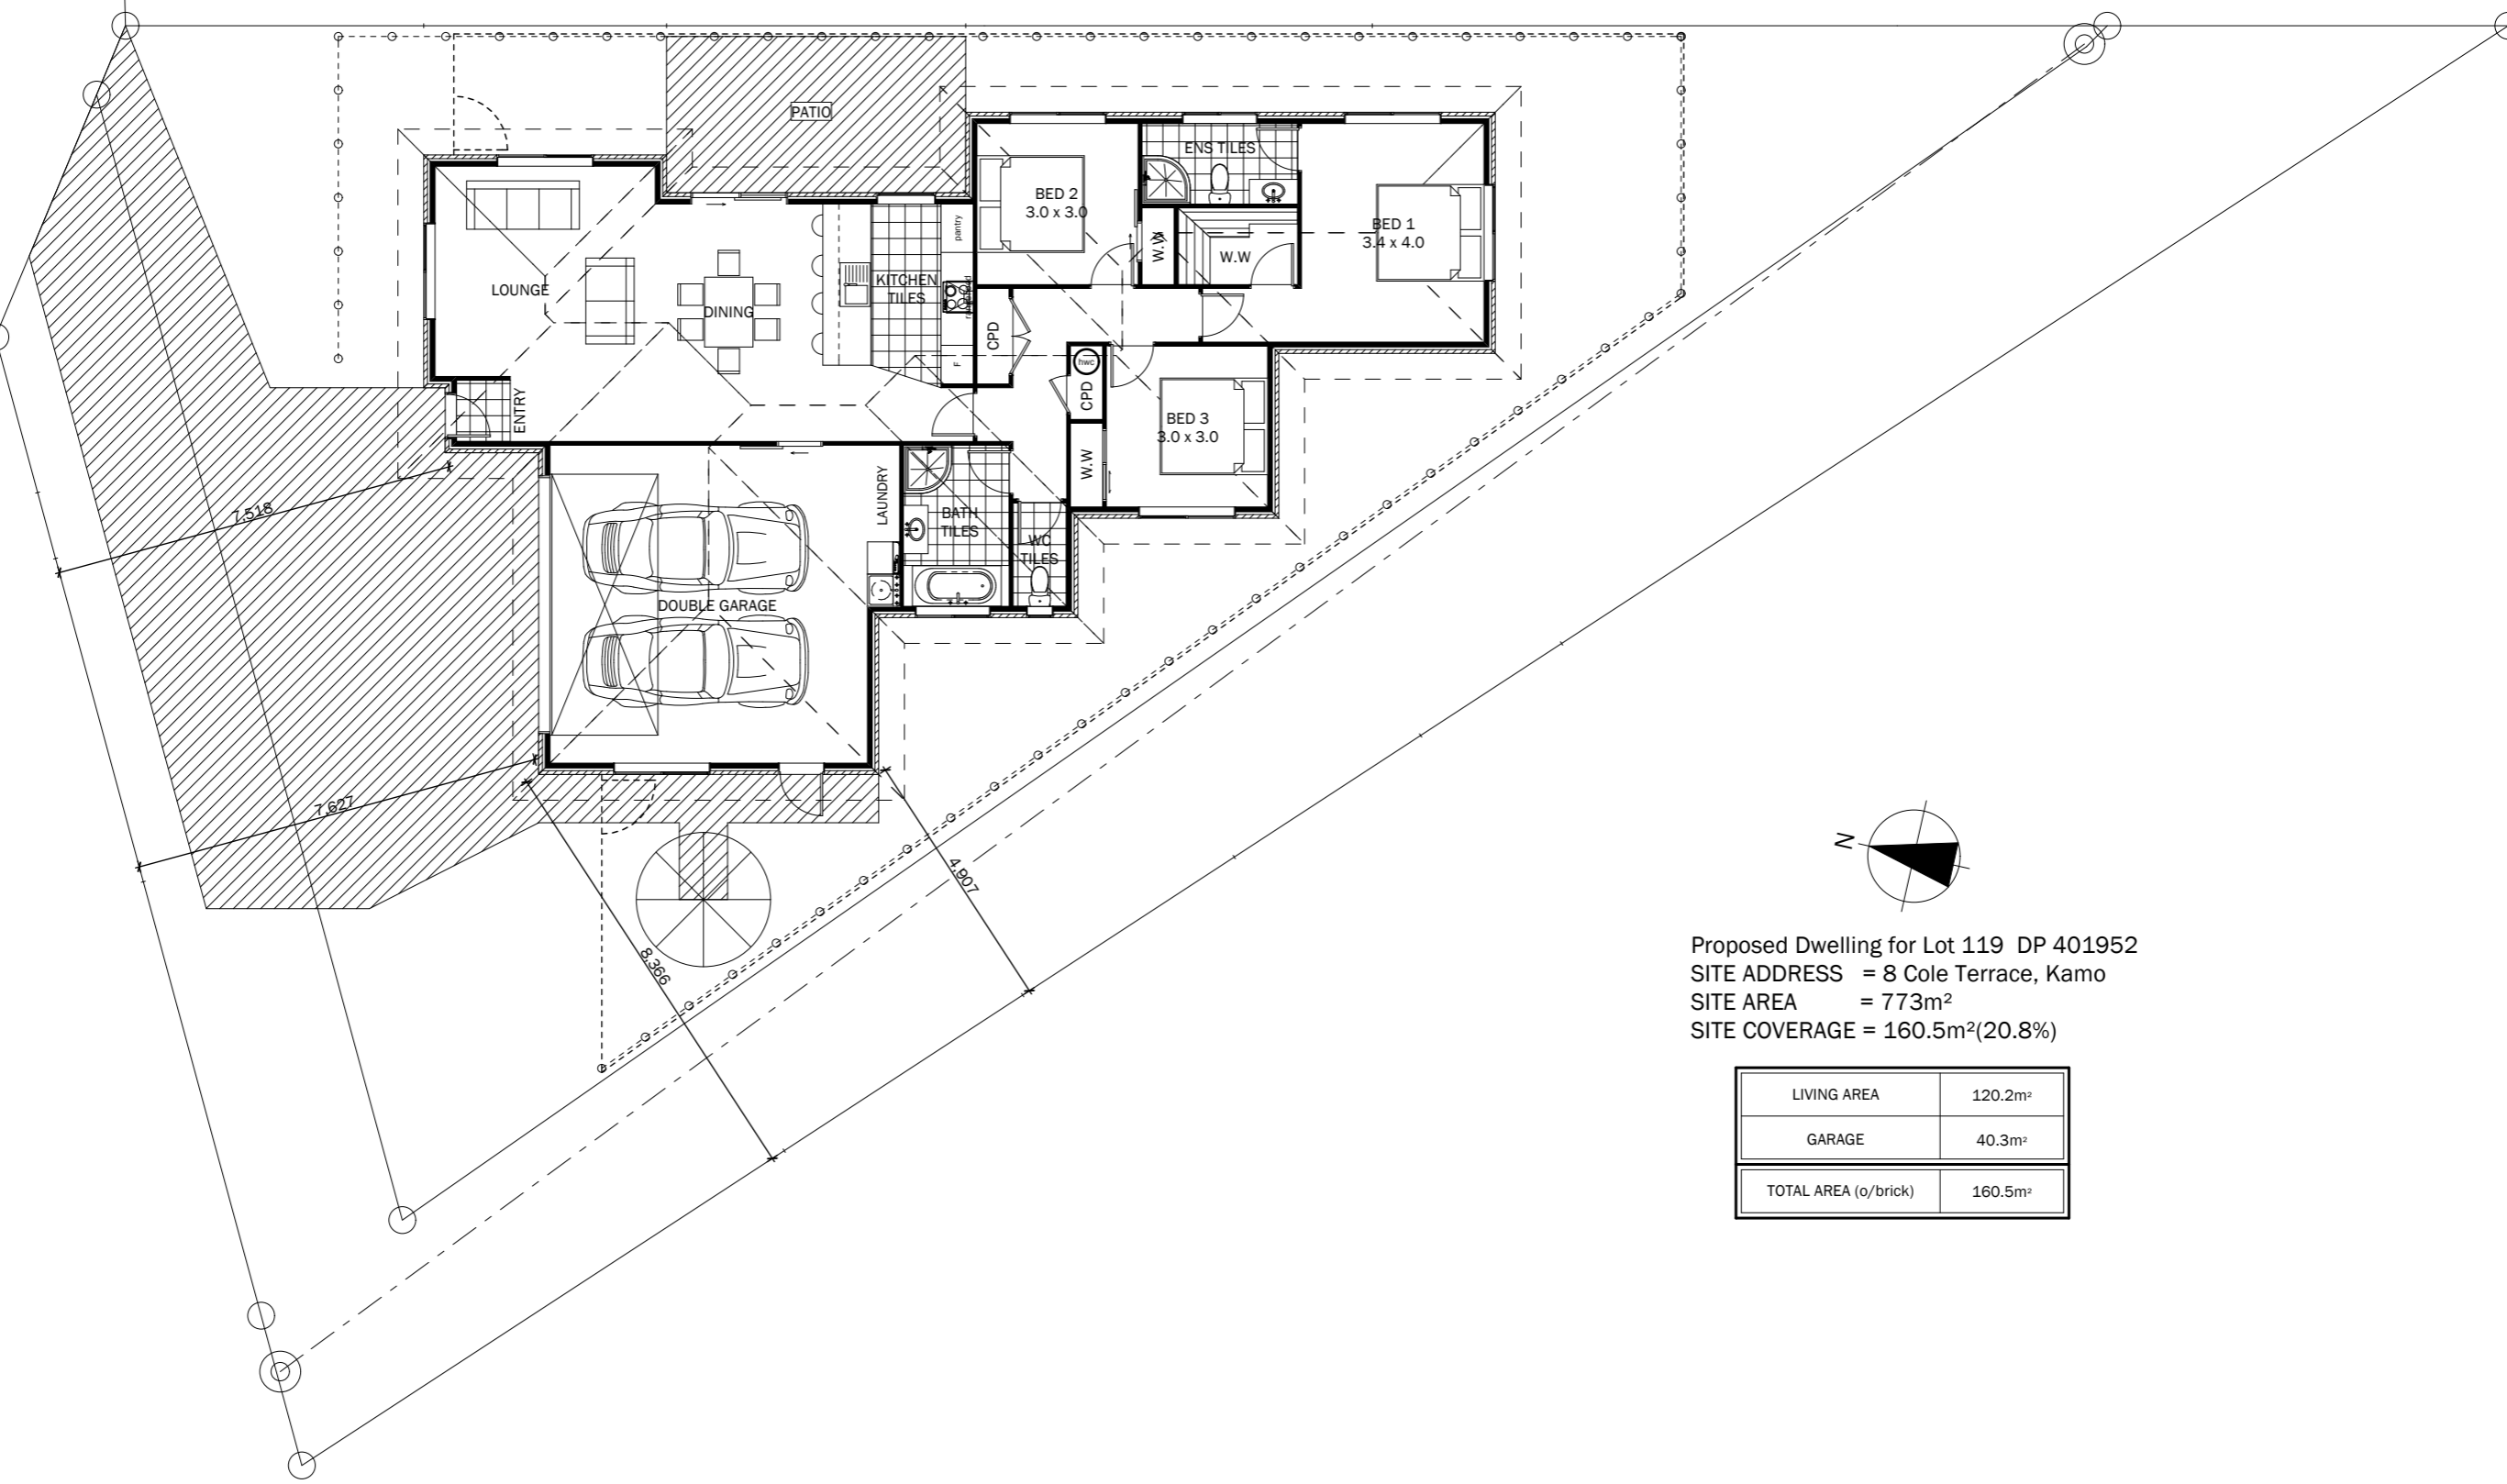 PATIO
ENS TILES
BED 2
3.0 x 3.0
BED 1
3.4 x 4.0
pantry
W.W
W.W
LOUNGE
KITCHEN
TILES
DINING
CPD
hwc
F
CPD
ENTRY
BED 3
3.0 x 3.0
W.W
LAUNDRY
BATH
TILES
WC
TILES
7.518
DOUBLE GARAGE
7.627
4.907
8.366
N
Proposed Dwelling for Lot 119 DP 401952
SITE ADDRESS = 8 Cole Terrace, Kamo
SITE AREA = 773m²
SITE COVERAGE = 160.5m²(20.8%)
LIVING AREA 120.2m²
GARAGE 40.3m²
TOTAL AREA (o/brick) 160.5m²